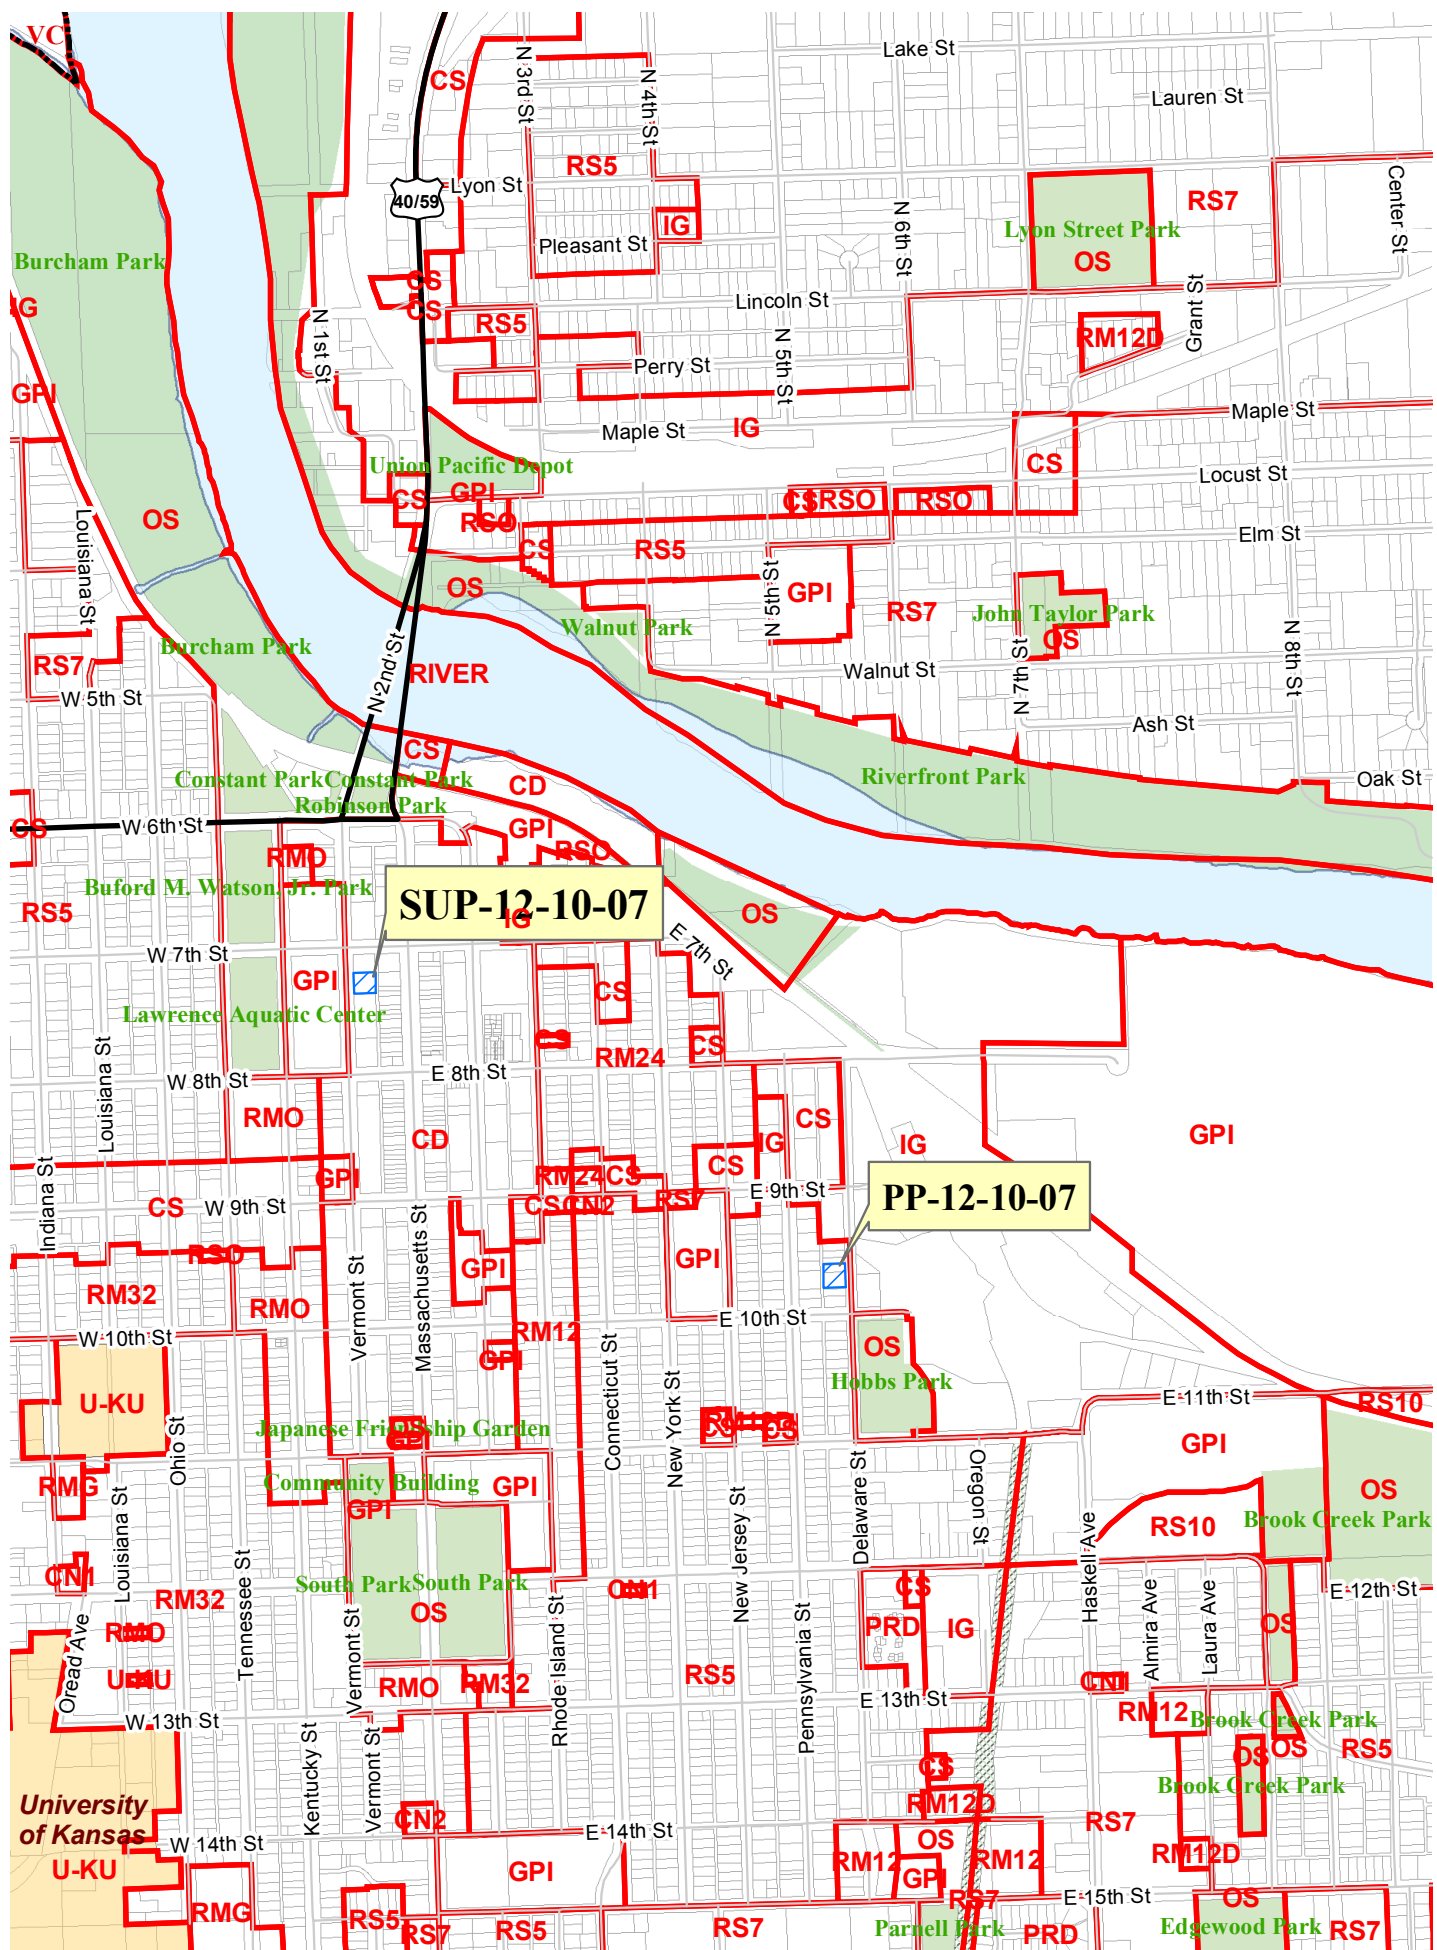 VC
Lake St
N 3rd St
CS
N 4th St
Lauren St
RS5
Lyon St
40/59
Center St
RS7
N 6th St
IG
Lyon Street Park
Pleasant St
Burcham Park
OS
CS
Lincoln St
CS
IG
N 1st St
RS5
Grant St
RM12D
N 5th St
Perry St
GPI
Maple St
Maple St
IG
Union Pacific Depot
CS
Locust St
CS
GPI
CS
RSO
RSO
RSO
OS
Louisiana St
Elm St
CS
RS5
OS
N 5th St
GPI
RS7
John Taylor Park
Walnut Park
OS
Burcham Park
N 8th St
RS7
Walnut St
RIVER
N 2nd St
N 7th St
W 5th St
Ash St
CS
Constant Park
Constant Park
CD
Riverfront Park
Oak St
Robinson Park
CS
W 6th St
GPI
RMO
RSO
Buford M. Watson, Jr. Park
SUP-12-10-07
IG
OS
RS5
E 7th St
W 7th St
GPI
CS
Lawrence Aquatic Center
CS
CS
RM24
Louisiana St
W 8th St
E 8th St
RMO
CD
CS
IG
IG
GPI
CS
GPI
RM24
CS
RS7
E 9th St
PP-12-10-07
Indiana St
CS
W 9th St
CS
CN2
Massachusetts St
RSO
GPI
GPI
Vermont St
RM32
RMO
E 10th St
W 10th St
RM12
OS
GPI
Connecticut St
New York St
Hobbs Park
U-KU
E 11th St
RS10
Japanese Friendship Garden
GPI
RM12D
CS
CS
GPI
Ohio St
RMG
Community Building
GPI
GPI
Delaware St
Oregon St
OS
Louisiana St
New Jersey St
RS10
Brook Creek Park
Haskell Ave
CN1
Tennessee St
RM32
South Park
South Park
OS
CN1
CS
E 12th St
Almira Ave
Laura Ave
Oread Ave
RMO
Vermont St
Rhode Island St
Pennsylvania St
PRD
IG
OS
U-KU
RMO
RM32
RS5
CN1
E 13th St
RM12
W 13th St
Brook Creek Park
Kentucky St
Vermont St
OS
OS
RS5
CS
Brook Creek Park
University
of Kansas
CN2
RM12D
RS7
W 14th St
E 14th St
OS
U-KU
GPI
RM12
RM12
RM12D
GPI
RS7
E 15th St
OS
RMG
RS5
RS7
RS5
RS7
Parnell Park
PRD
Edgewood Park
RS7